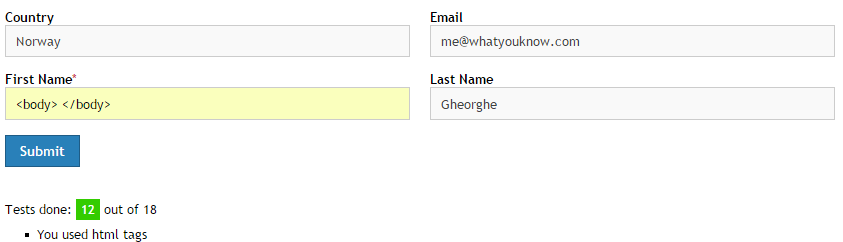 Country
Norway
Email
me@whatyouknow.com
First Name*
<body> </body>
Last Name
Gheorghe
Submit
Tests done: 12 out of 18
You used html tags